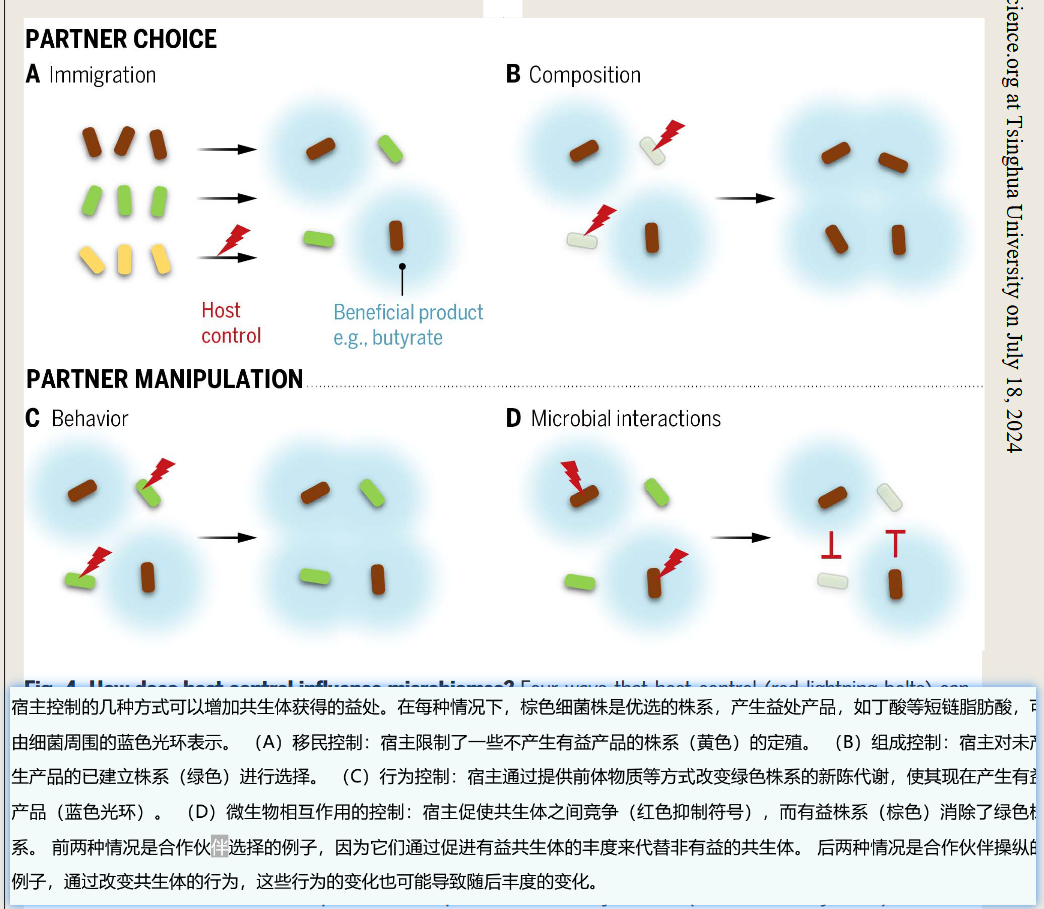 PARTNER CHOICE
A Immigration
B Composition
Host
control
Beneficial product
e.g., butyrate
PARTNER MANIPULATION
C Behavior
D Microbial interactions
cience.org at Tsinghua University on July 18, 2024
Fig. 4. How does host control influence microbiomes? Four ways that host control (red lightning bolts) can
宿主控制的几种方式可以增加共生体获得的益处。在每种情况下，棕色细菌株是优选的株系，产生益处产品，如丁酸等短链脂肪酸，可
由细菌周围的蓝色光环表示。 （A）移民控制：宿主限制了一些不产生有益产品的株系（黄色）的定殖。 （B）组成控制：宿主对未产
生产品的已建立株系（绿色）进行选择。 （C）行为控制：宿主通过提供前体物质等方式改变绿色株系的新陈代谢，使其现在产生有益
产品（蓝色光环）。 （D）微生物相互作用的控制：宿主促使共生体之间竞争（红色抑制符号），而有益株系（棕色）消除了绿色株
系。 前两种情况是合作伙伴选择的例子，因为它们通过促进有益共生体的丰度来代替非有益的共生体。 后两种情况是合作伙伴操纵的
例子，通过改变共生体的行为，这些行为的变化也可能导致随后丰度的变化。